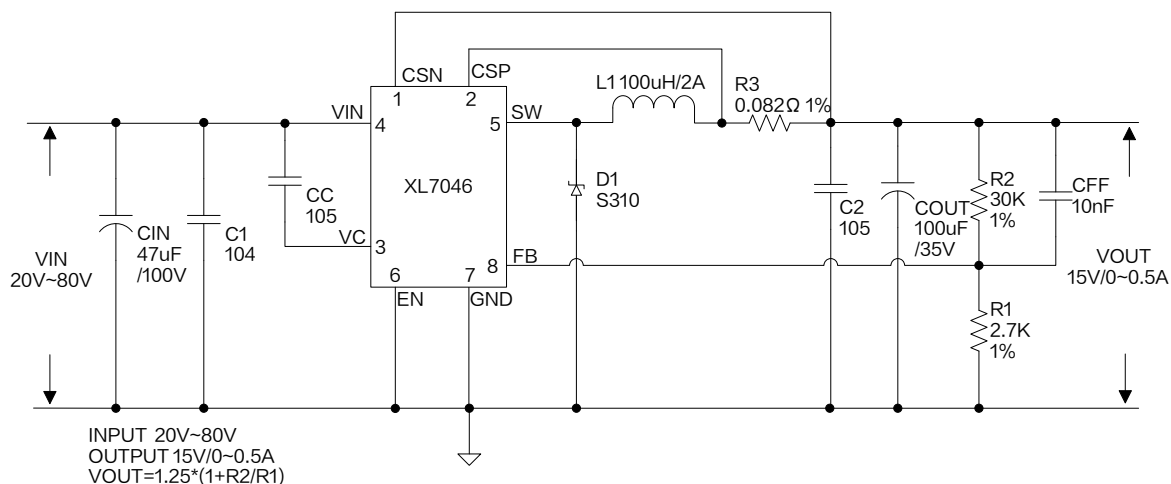 CSN
CSP
1
2
VIN
4
5
SW
L1 100uH/2A
R3
0.082Ω 1%
XL7046
CC
105
VC
3
D1
S310
C2
105
COUT
100uF
/35V
R2
30K
1%
CFF
10nF
VIN
20V~80V
CIN
47uF
/100V
C1
104
8
FB
6
7
EN
GND
VOUT
15V/0~0.5A
R1
2.7K
1%
INPUT 20V~80V
OUTPUT 15V/0~0.5A
VOUT=1.25*(1+R2/R1)